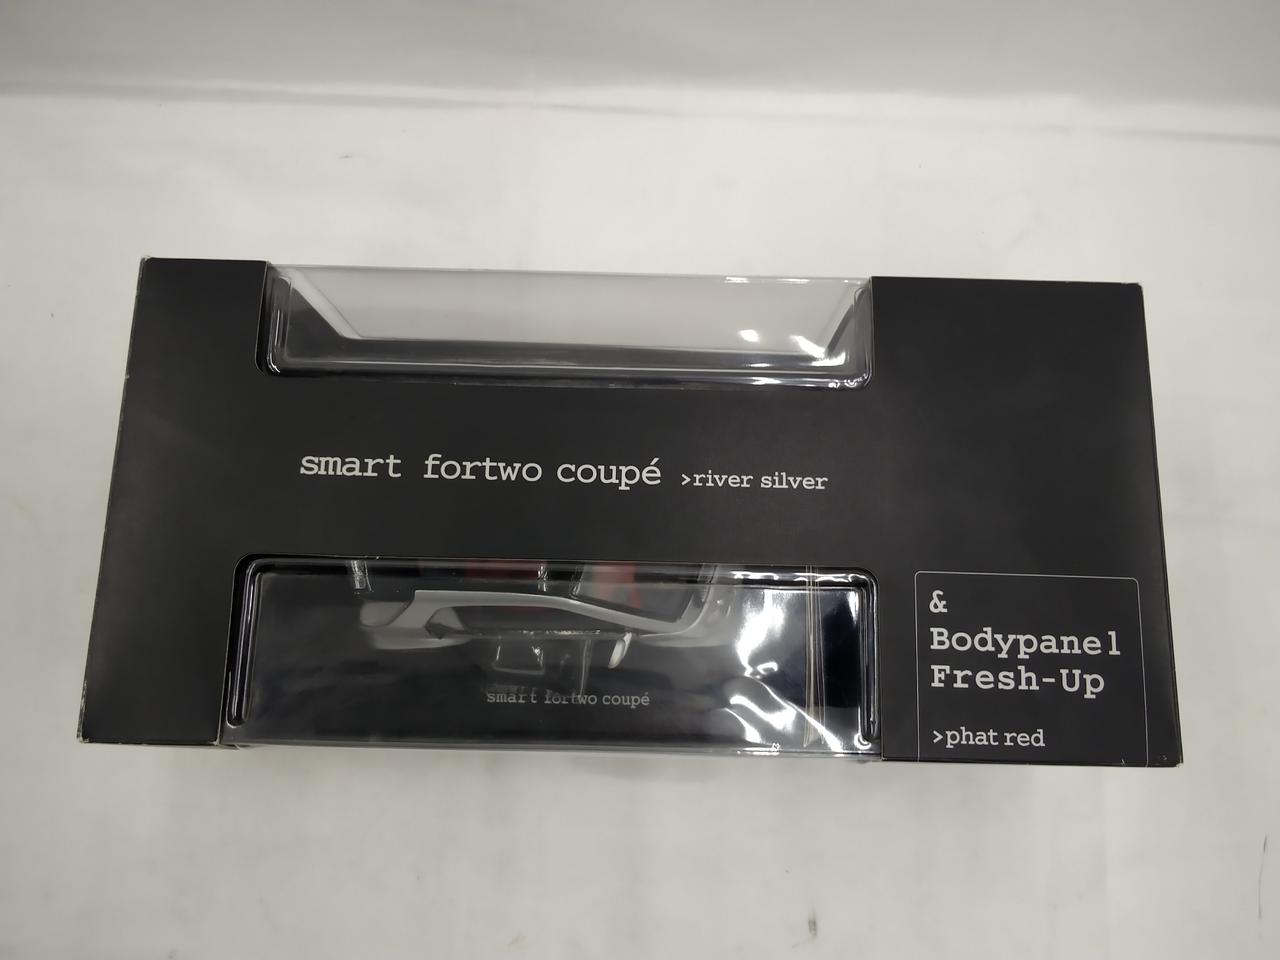 smart fortwo coupé >river silver
smart fortwo coupé
&
Bodypanel
Fresh-Up
>phat red